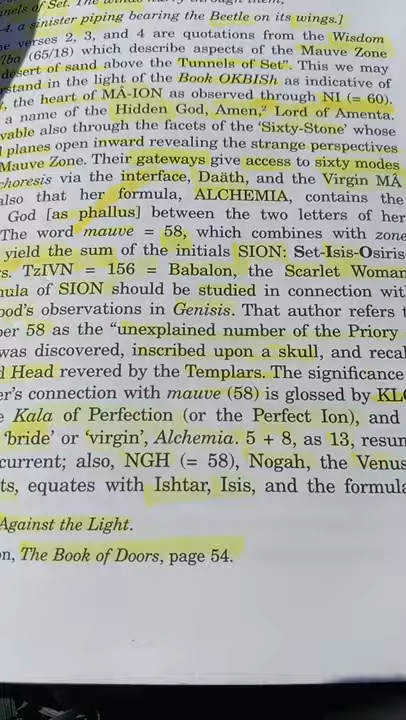 nnels of Set. The winds
-4. a sinister piping bearing the Beetle on its wings.]
verses 2, 3, and 4 are quotations from the Wisdom
'lba (65/18) which describe aspects of the Mauve Zone
desert of sand above the "Tunnels of Set". This we may
rstand in the light of the Book OKBISh as indicative of
, the heart of MÂ-ION as observed through NI (= 60).
a name of the Hidden God, Amen,² Lord of Amenta.
vable also through the facets of the 'Sixty-Stone' whose
planes open inward revealing the strange perspectives
Mauve Zone. Their gateways give access to sixty modes
choresis via the interface, Daäth, and the Virgin MÂ
also that her formula, ALCHEMIA, contains the
God [as phallus] between the two letters of her
The word mauve = 58, which combines with zone
yield the sum of the initials SION: Set-Isis-Osiris-
s. TzIVN = 156 = Babalon, the Scarlet Woman
nula of SION should be studied in connection wit
ood's observations in Genisis. That author refers t
er 58 as the "unexplained number of the Priory
was discovered, inscribed upon a skull, and recal
d Head revered by the Templars. The significance
er's connection with mauve (58) is glossed by KL
e Kala of Perfection (or the Perfect Ion), and
'bride' or 'virgin', Alchemia. 5 + 8, as 13, resum
current; also, NGH (= 58), Nogah, the Venus
ts, equates with Ishtar, Isis, and the formula
Against the Light.
on, The Book of Doors, page 54.